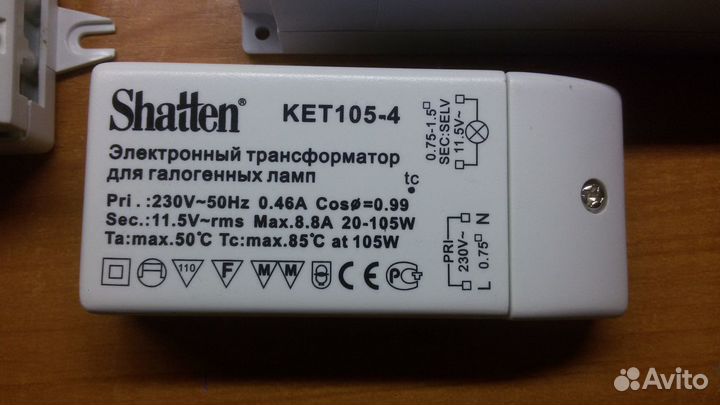 Shatten® KET105-4
Электронный трансформатор
для галогенных ламп
tc
Pri.:230V~50Hz 0.46A Cosø=0.99
Sec.:11.5V~rms Max.8.8A 20-105W
Ta:max.50℃ Tc:max.85℃ at 105W
110 F M M CE РС
0.75-1.5□
SEC:SELV
11.5V~
PRI
230V~
L 0.75□ N
Avito